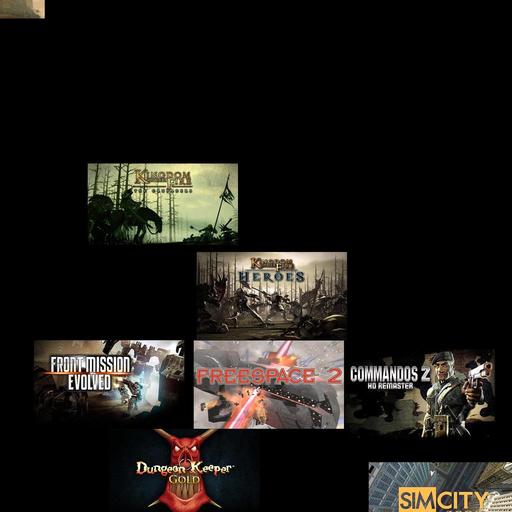 KINGDOM
UNDER FIRE
THE CRUSADERS
KINGDOM
UNDER FIRE
HEROES
FRONT MISSION
EVOLVED
FREESPACE 2
COMMANDOS 2
HD REMASTER
Dungeon Keeper
GOLD
SIMCITY